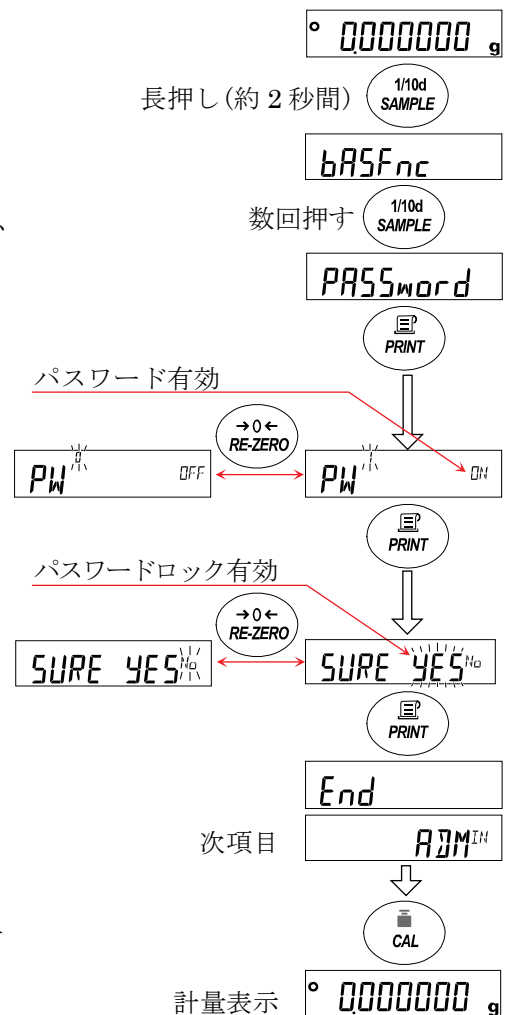 0.000000 g
長押し（約 2 秒間）
1/10d
SAMPLE
bASFnc
、
数回押す
1/10d
SAMPLE
PASSword
PRINT
パスワード有効
→0←
RE-ZERO
PW 0 OFF
PW 1 ON
PRINT
パスワードロック有効
→0←
RE-ZERO
SURE YES No
SURE YES No
PRINT
End
次項目
ADMIN
CAL
計量表示
0.000000 g